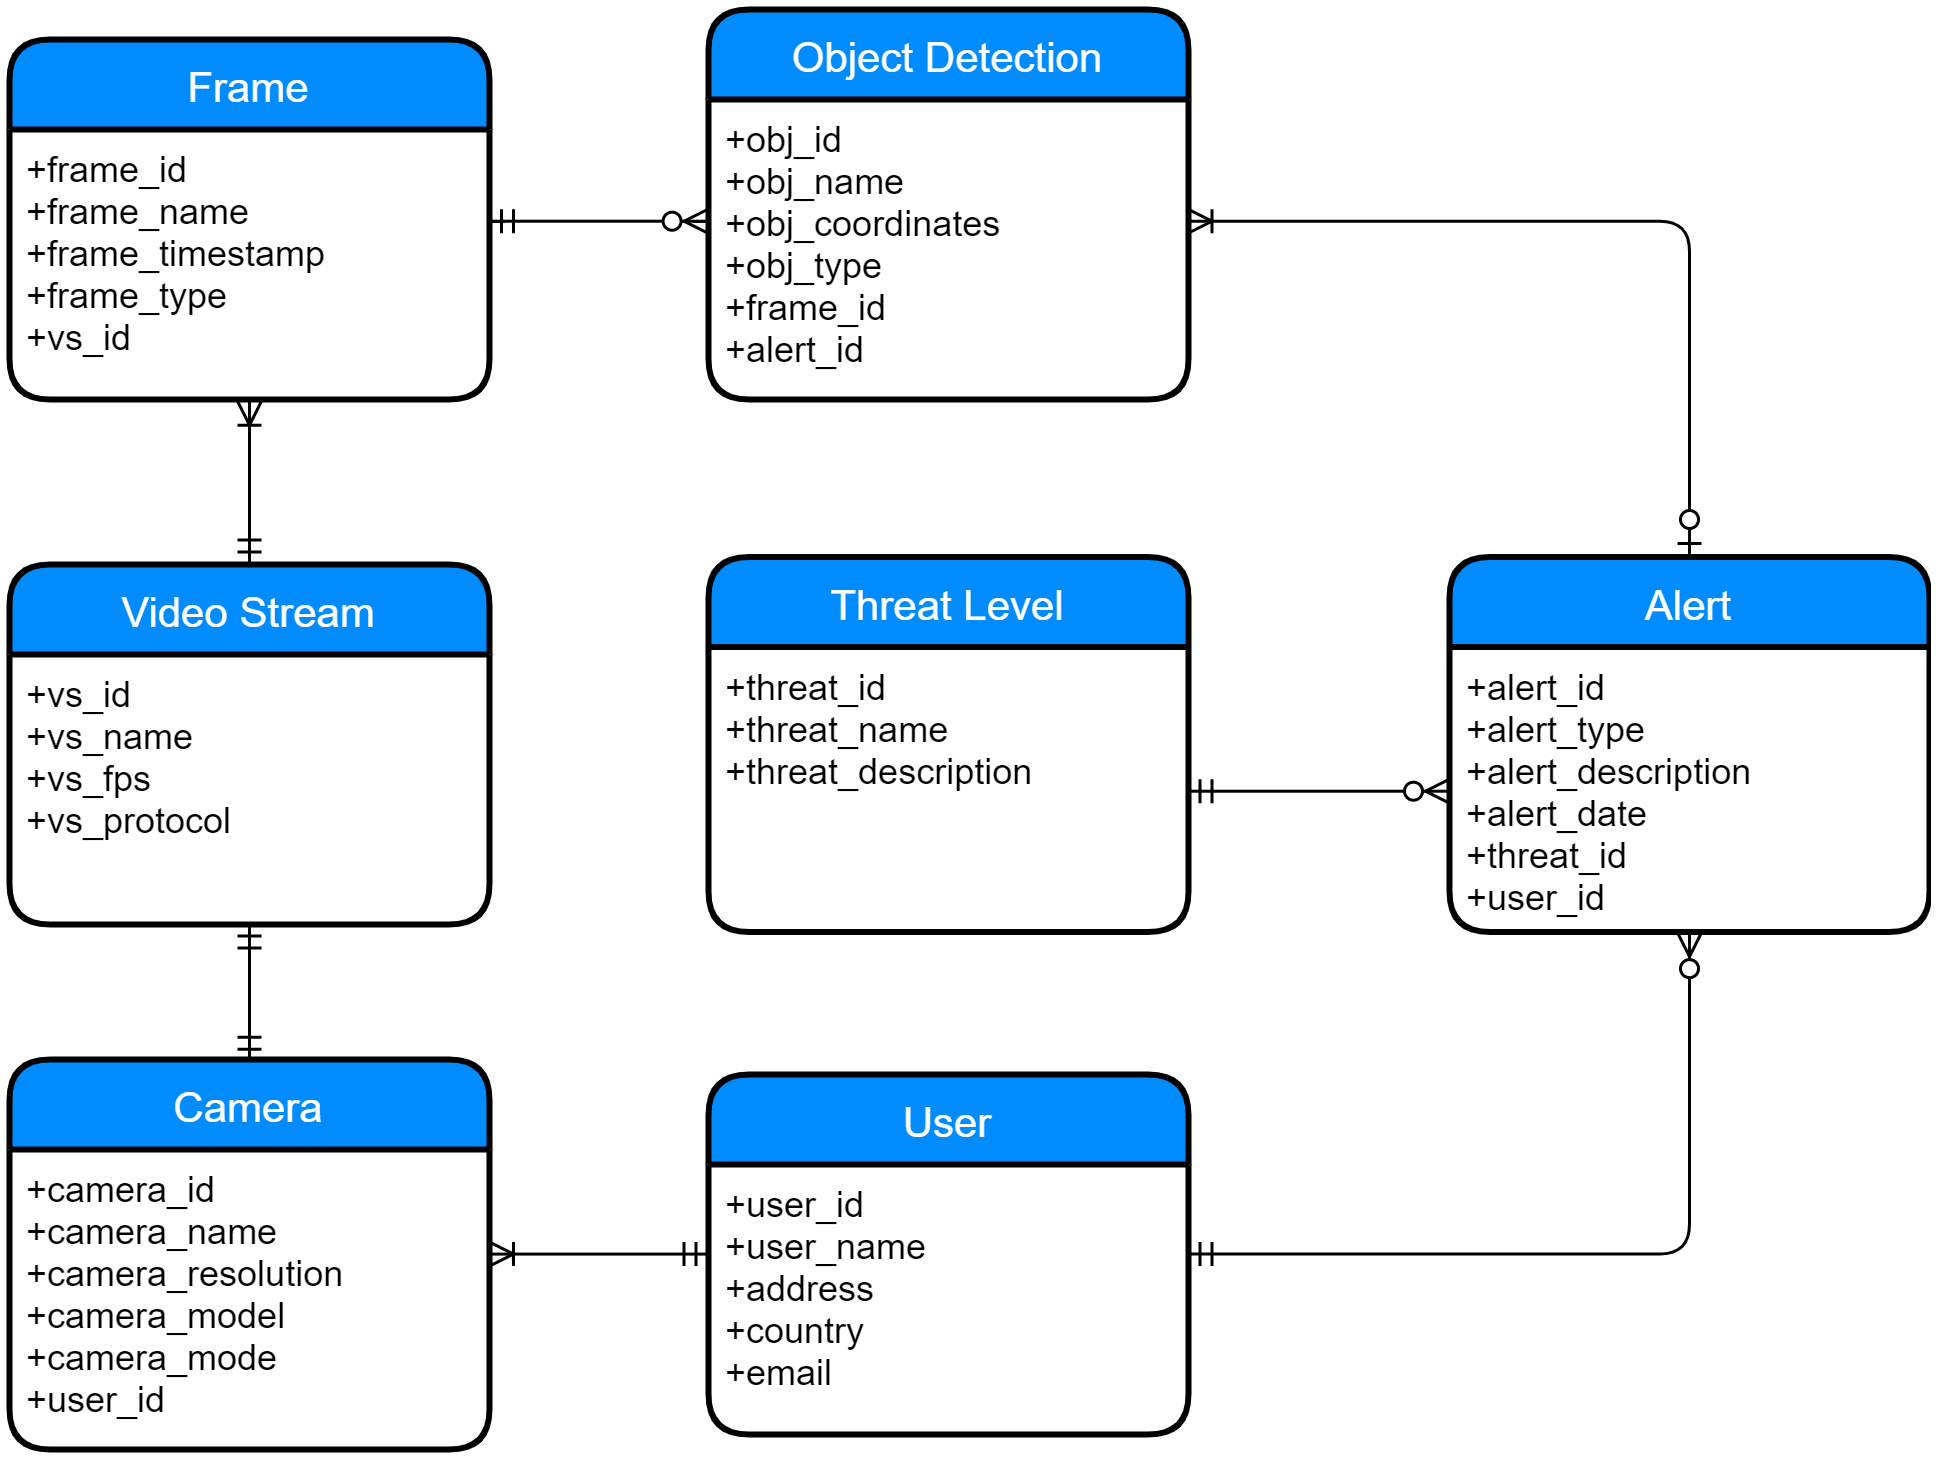 Frame
+frame_id
+frame_name
+frame_timestamp
+frame_type
+vs_id
Object Detection
+obj_id
+obj_name
+obj_coordinates
+obj_type
+frame_id
+alert_id
Video Stream
+vs_id
+vs_name
+vs_fps
+vs_protocol
Threat Level
+threat_id
+threat_name
+threat_description
Alert
+alert_id
+alert_type
+alert_description
+alert_date
+threat_id
+user_id
Camera
+camera_id
+camera_name
+camera_resolution
+camera_model
+camera_mode
+user_id
User
+user_id
+user_name
+address
+country
+email